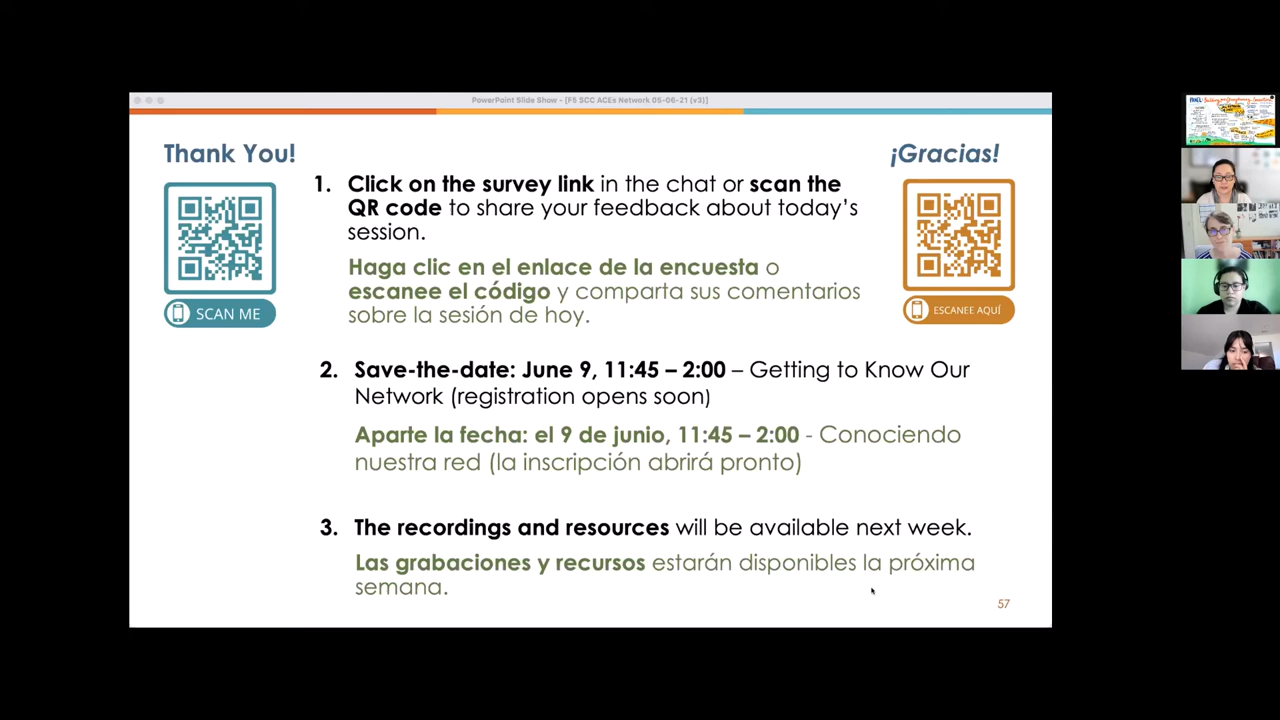 PowerPoint Slide Show - [F5 SCC ACEs Network 05-06-21 (v3)]
Thank You!
¡Gracias!
SCAN ME
ESCANEE AQUÍ
1. Click on the survey link in the chat or scan the
QR code to share your feedback about today's
session.
Haga clic en el enlace de la encuesta o
escanee el código y comparta sus comentarios
sobre la sesión de hoy.
2. Save-the-date: June 9, 11:45 – 2:00 – Getting to Know Our
Network (registration opens soon)
Aparte la fecha: el 9 de junio, 11:45 – 2:00 - Conociendo
nuestra red (la inscripción abrirá pronto)
3. The recordings and resources will be available next week.
Las grabaciones y recursos estarán disponibles la próxima
semana.
57